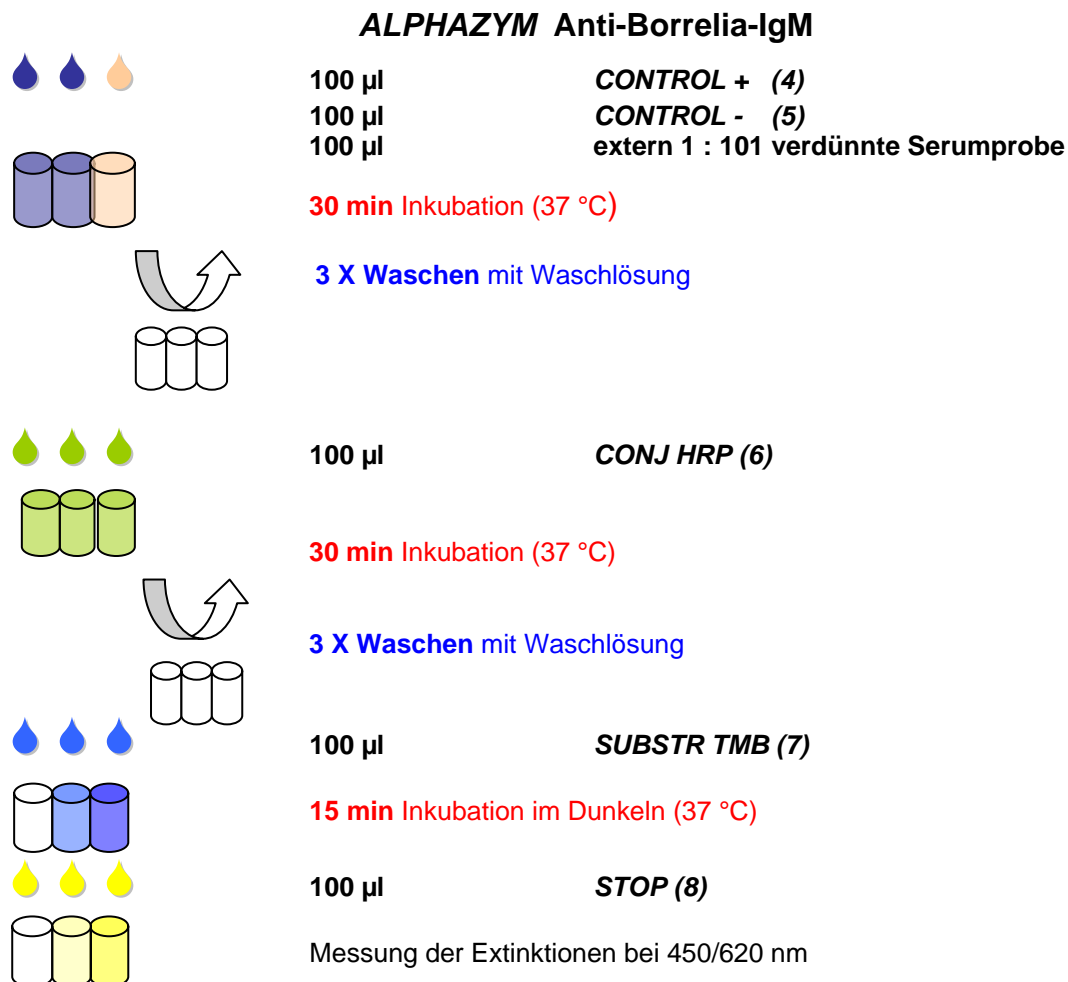 ALPHAZYM Anti-Borrelia-IgM
100 µl CONTROL + (4)
100 µl CONTROL - (5)
100 µl extern 1 : 101 verdünnte Serumprobe
30 min Inkubation (37 °C)
3 X Waschen mit Waschlösung
100 µl CONJ HRP (6)
30 min Inkubation (37 °C)
3 X Waschen mit Waschlösung
100 µl SUBSTR TMB (7)
15 min Inkubation im Dunkeln (37 °C)
100 µl STOP (8)
Messung der Extinktionen bei 450/620 nm